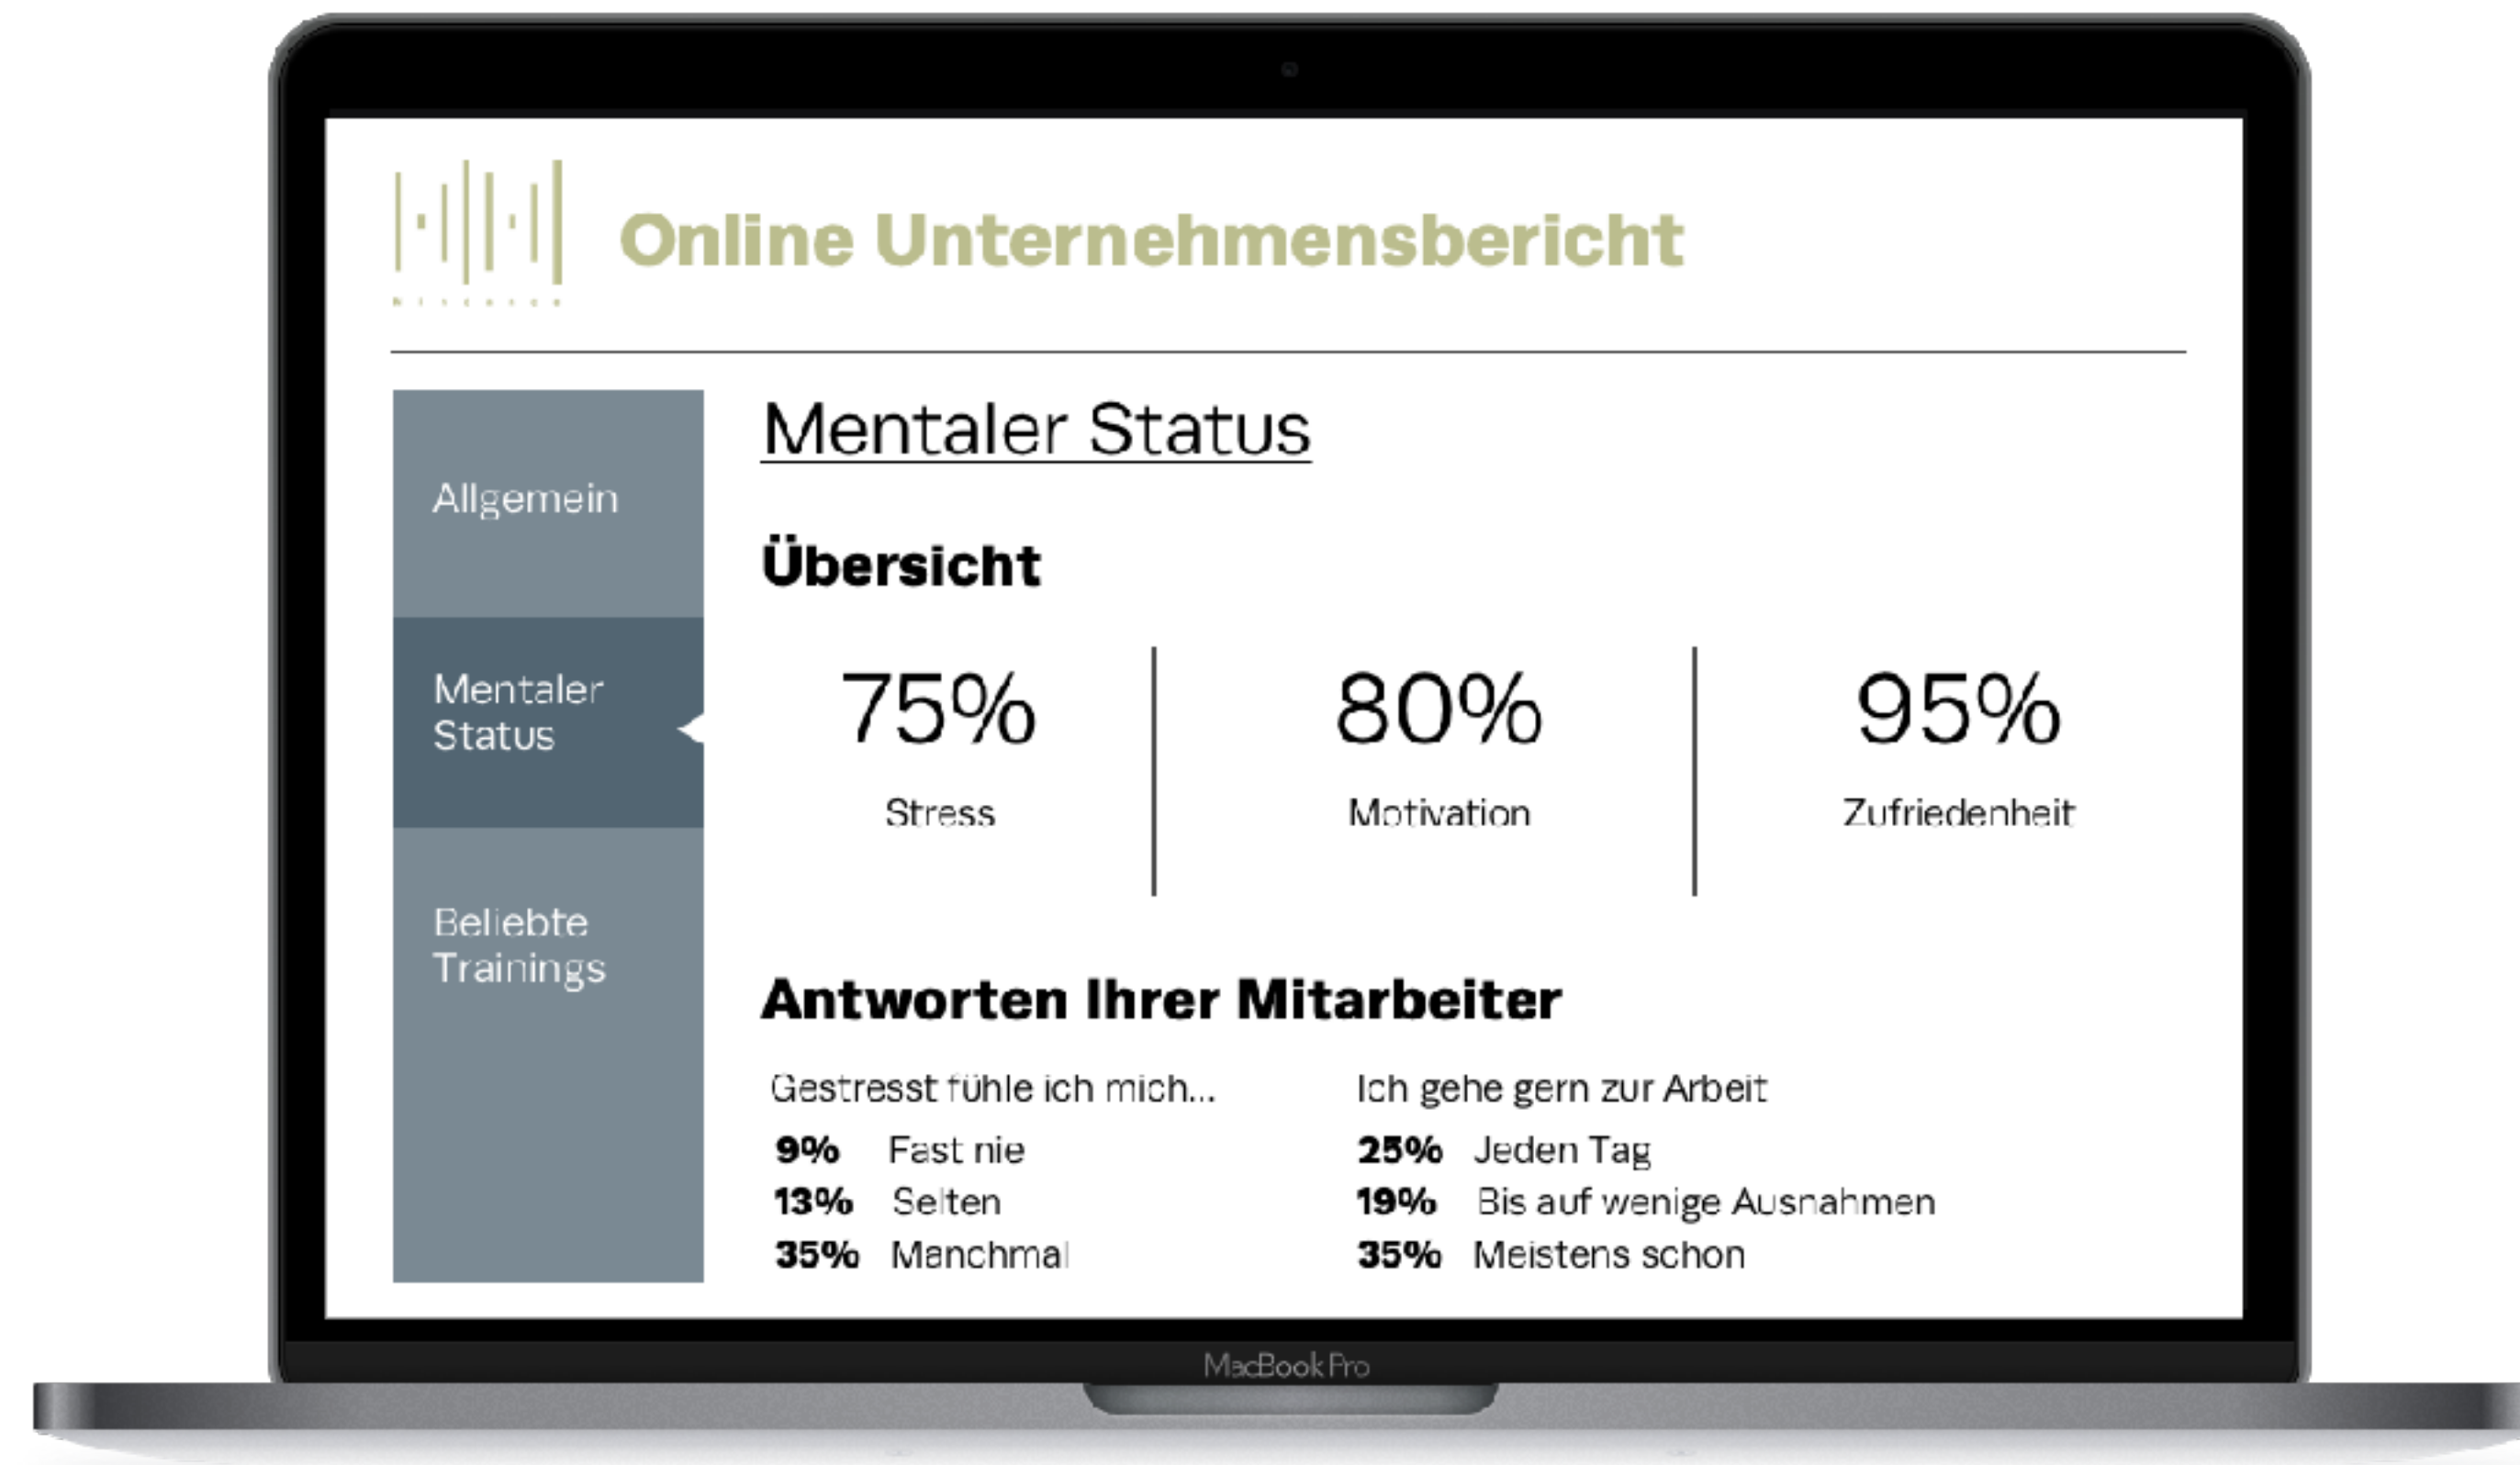 Online Unternehmensbericht
Allgemein
Mentaler
Status
Beliebte
Trainings
Mentaler Status
Übersicht
75%
Stress
80%
Motivation
95%
Zufriedenheit
Antworten Ihrer Mitarbeiter
Gestresst fühle ich mich...
9% Fast nie
13% Selten
35% Manchmal
Ich gehe gern zur Arbeit
25% Jeden Tag
19% Bis auf wenige Ausnahmen
35% Meistens schon
MacBook Pro